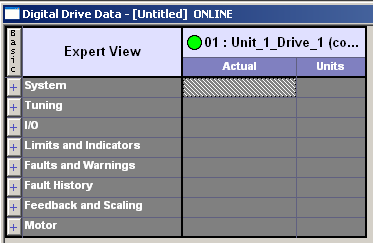 Digital Drive Data - [Untitled] ONLINE
Basic
Expert View
01 : Unit_1_Drive_1 (co...
Actual Units
+ System
+ Tuning
+ I/O
+ Limits and Indicators
+ Faults and Warnings
+ Fault History
+ Feedback and Scaling
+ Motor